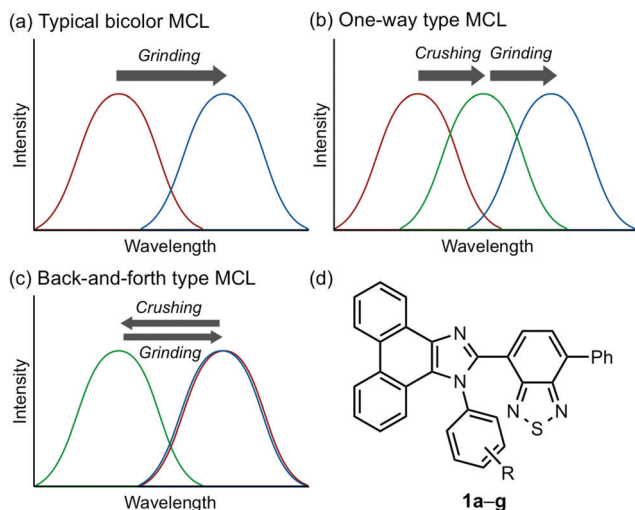 (a) Typical bicolor MCL
Grinding
Intensity
Wavelength
(b) One-way type MCL
Crushing Grinding
Intensity
Wavelength
(c) Back-and-forth type MCL
Crushing
Grinding
Intensity
Wavelength
(d)
N
N
Ph
N
S
N
R
1a–g